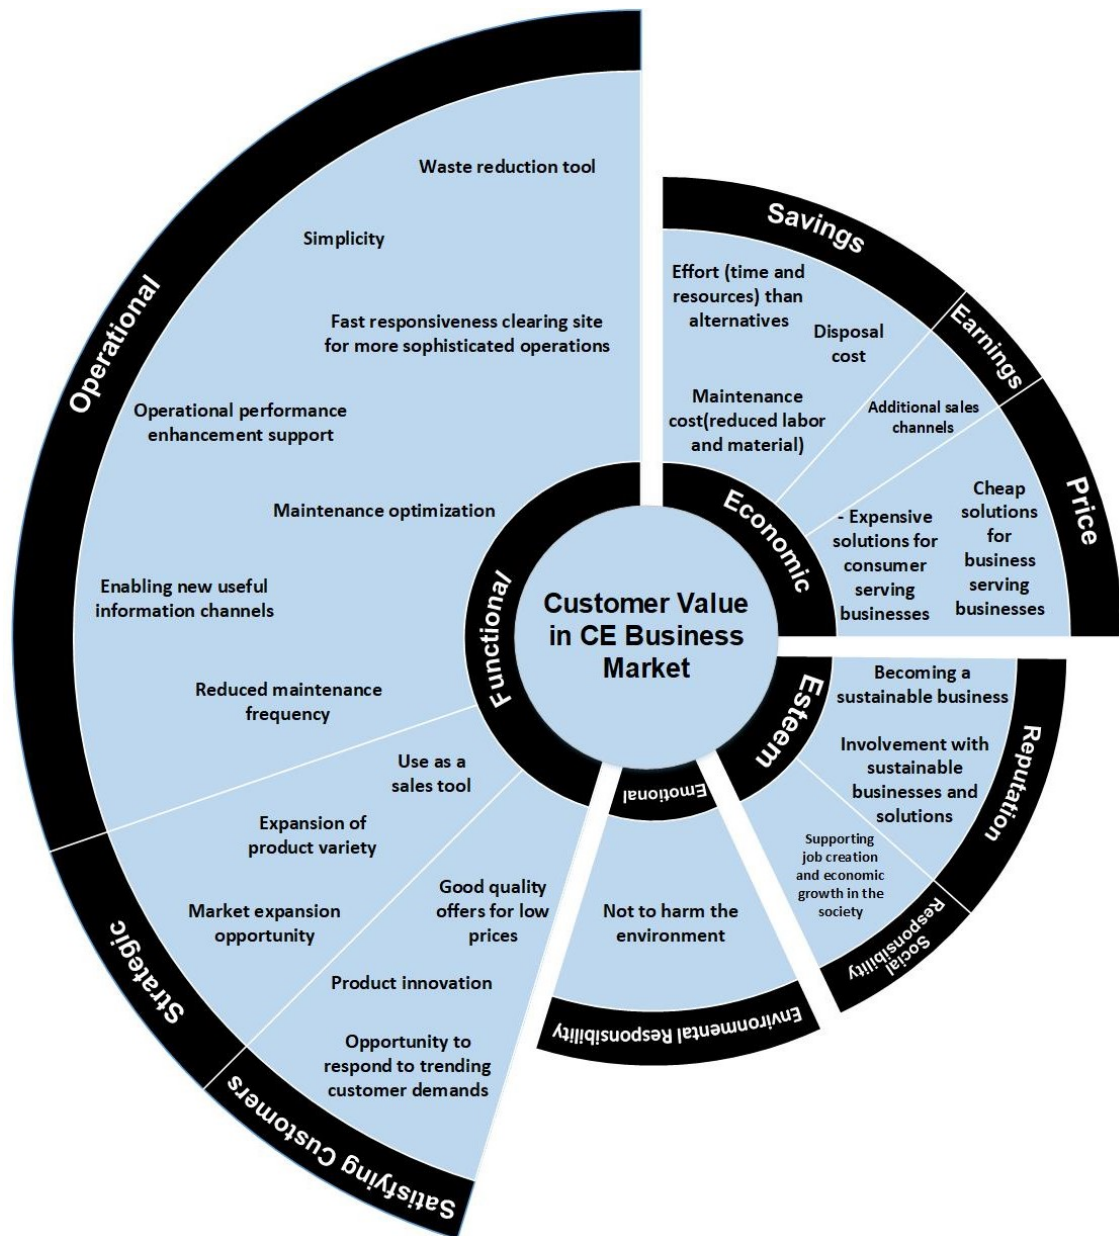 Customer Value
in CE Business
Market
Functional
Operational
Waste reduction tool
Simplicity
Fast responsiveness clearing site
for more sophisticated operations
Operational performance
enhancement support
Maintenance optimization
Enabling new useful
information channels
Reduced maintenance
frequency
Strategic
Use as a
sales tool
Expansion of
product variety
Market expansion
opportunity
Satisfying Customers
Good quality
offers for low
prices
Product innovation
Opportunity to
respond to trending
customer demands
Economic
Savings
Effort (time and
resources) than
alternatives
Disposal
cost
Maintenance
cost(reduced labor
and material)
Earnings
Additional sales
channels
Price
- Expensive
solutions for
consumer
serving
businesses
Cheap
solutions
for
business
serving
businesses
Esteem
Reputation
Becoming a
sustainable business
Involvement with
sustainable
businesses and
solutions
Social
Responsibility
Supporting
job creation
and economic
growth in the
society
Emotional
Environmental Responsibility
Not to harm the
environment